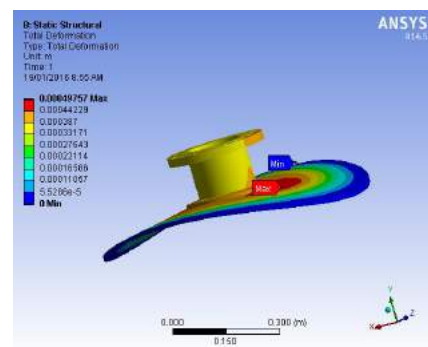 B: Static Structural
Total Deformation
Type: Total Deformation
Unit: m
Time: 1
19/01/2016 8:55 AM
0.00049757 Max
0.00044229
0.000387
0.00033171
0.00027643
0.00022114
0.00016586
0.00011057
5.5286e-5
0 Min
ANSYS
R14.5
Min
Max
0.000
0.300 (m)
0.150
Y
Z
X